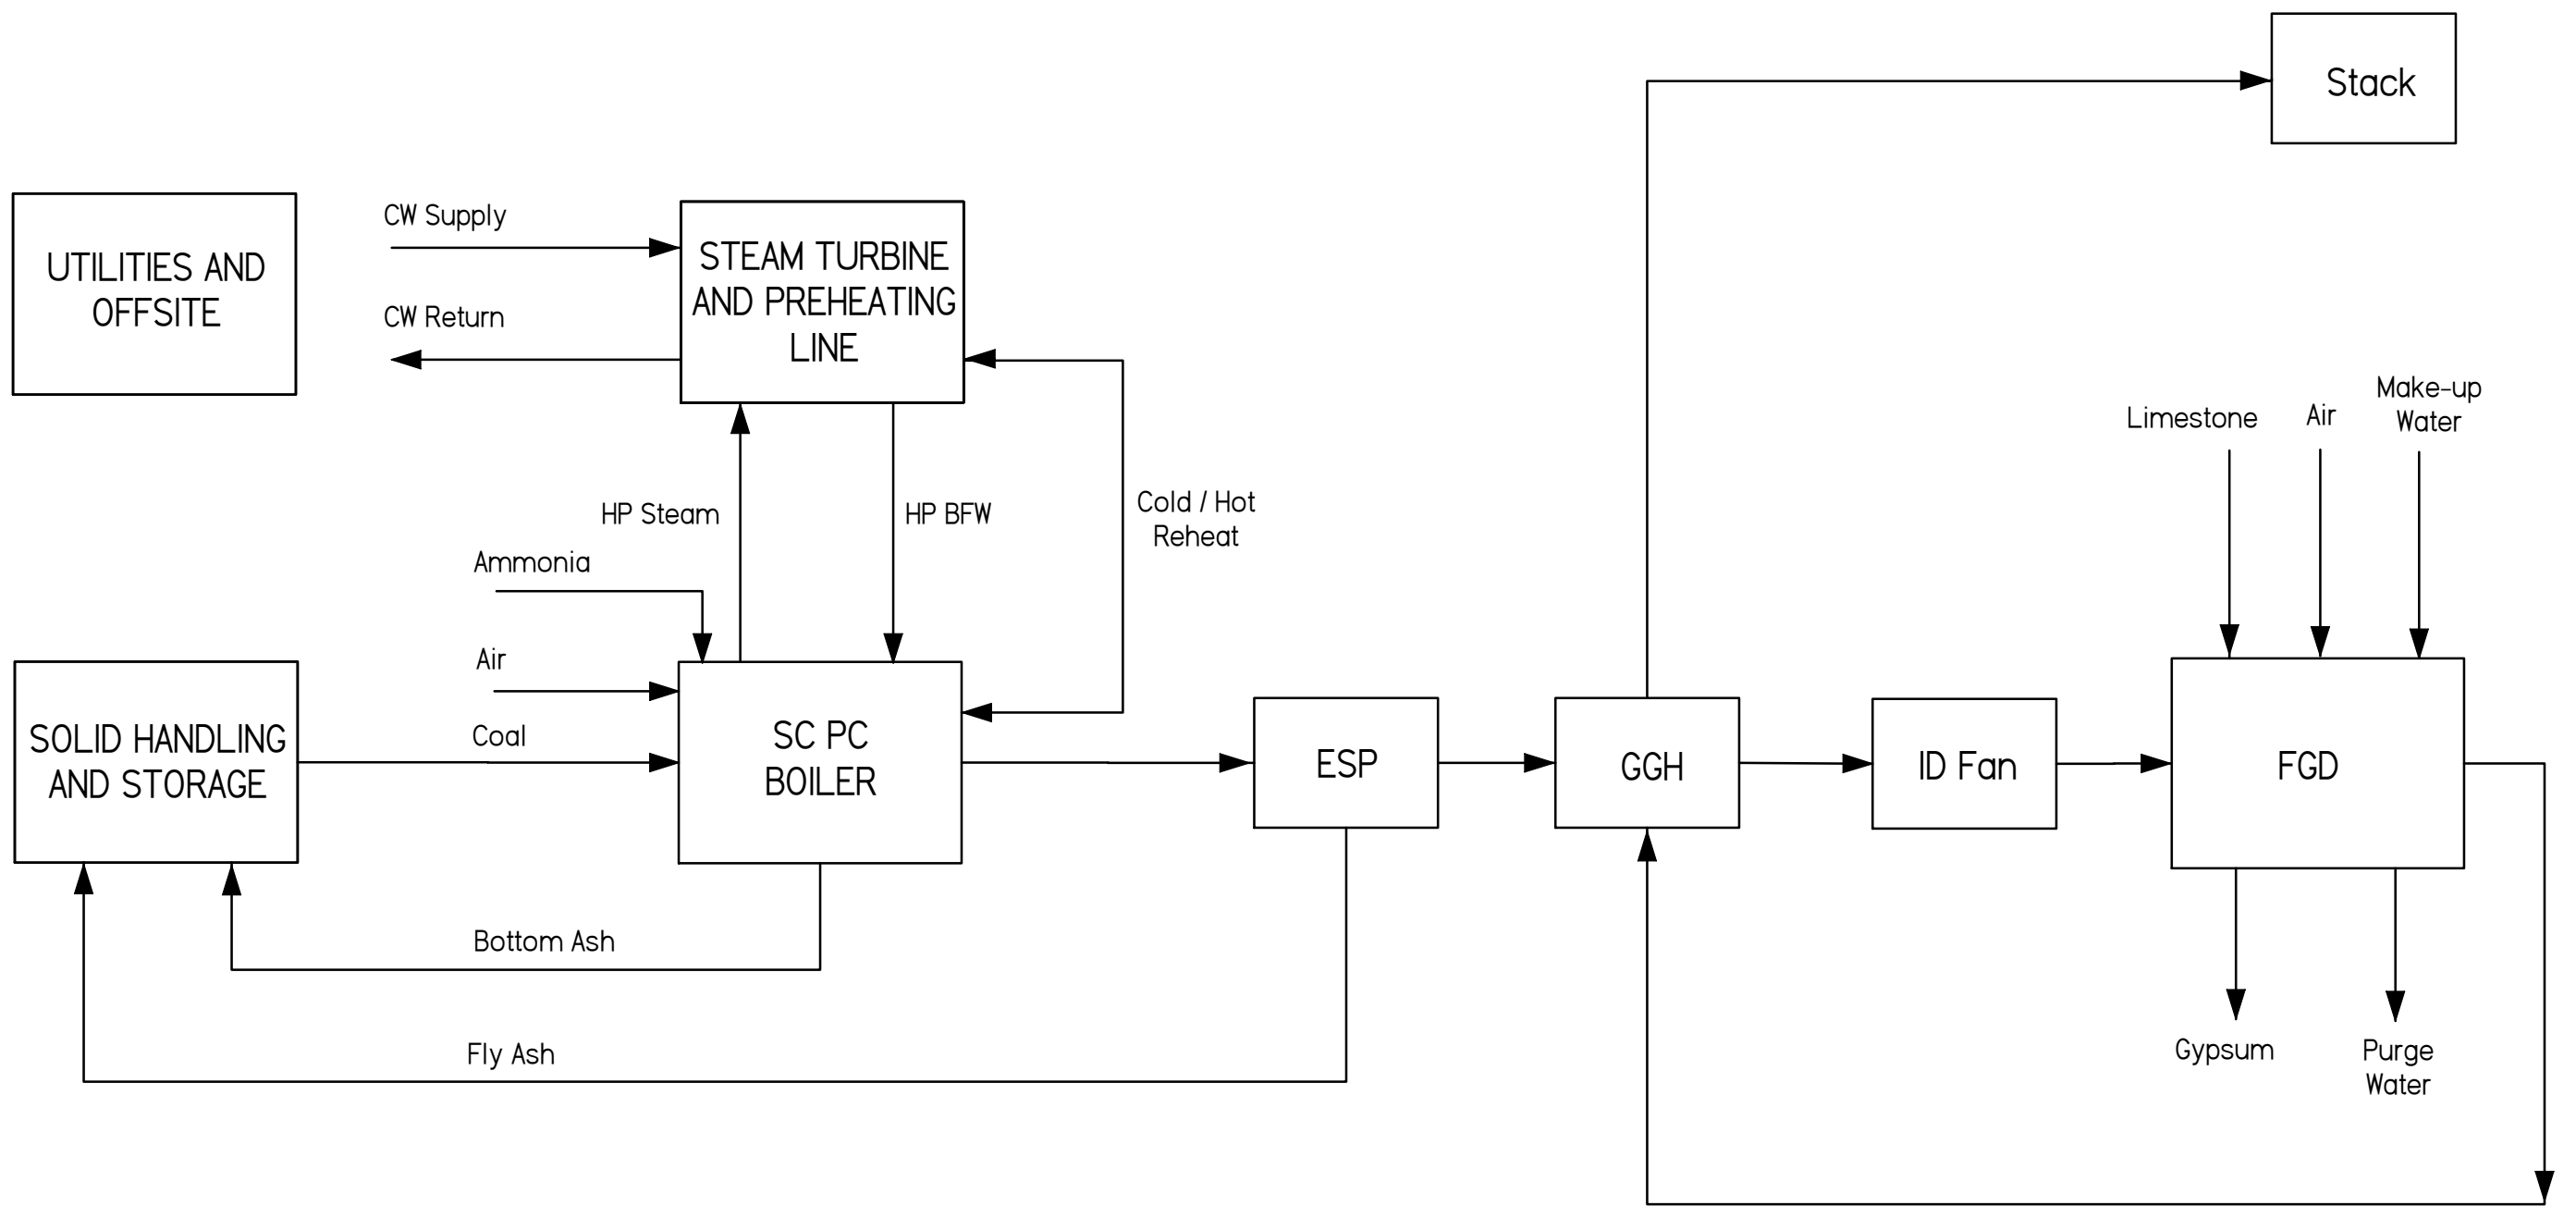 Stack
UTILITIES AND
OFFSITE
CW Supply
CW Return
STEAM TURBINE
AND PREHEATING
LINE
Limestone
Air
Make-up
Water
HP Steam
HP BFW
Cold / Hot
Reheat
Ammonia
Air
Coal
SOLID HANDLING
AND STORAGE
SC PC
BOILER
ESP
GGH
ID Fan
FGD
Bottom Ash
Fly Ash
Gypsum
Purge
Water